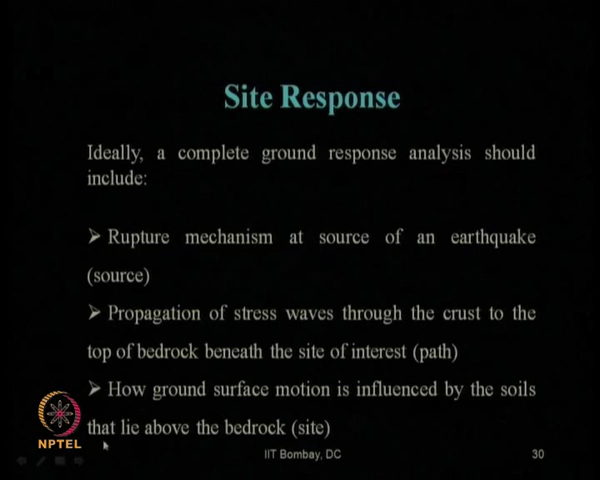 Site Response
Ideally, a complete ground response analysis should
include:
➤ Rupture mechanism at source of an earthquake
(source)
➤ Propagation of stress waves through the crust to the
top of bedrock beneath the site of interest (path)
➤ How ground surface motion is influenced by the soils
that lie above the bedrock (site)
NPTEL
IIT Bombay, DC
30